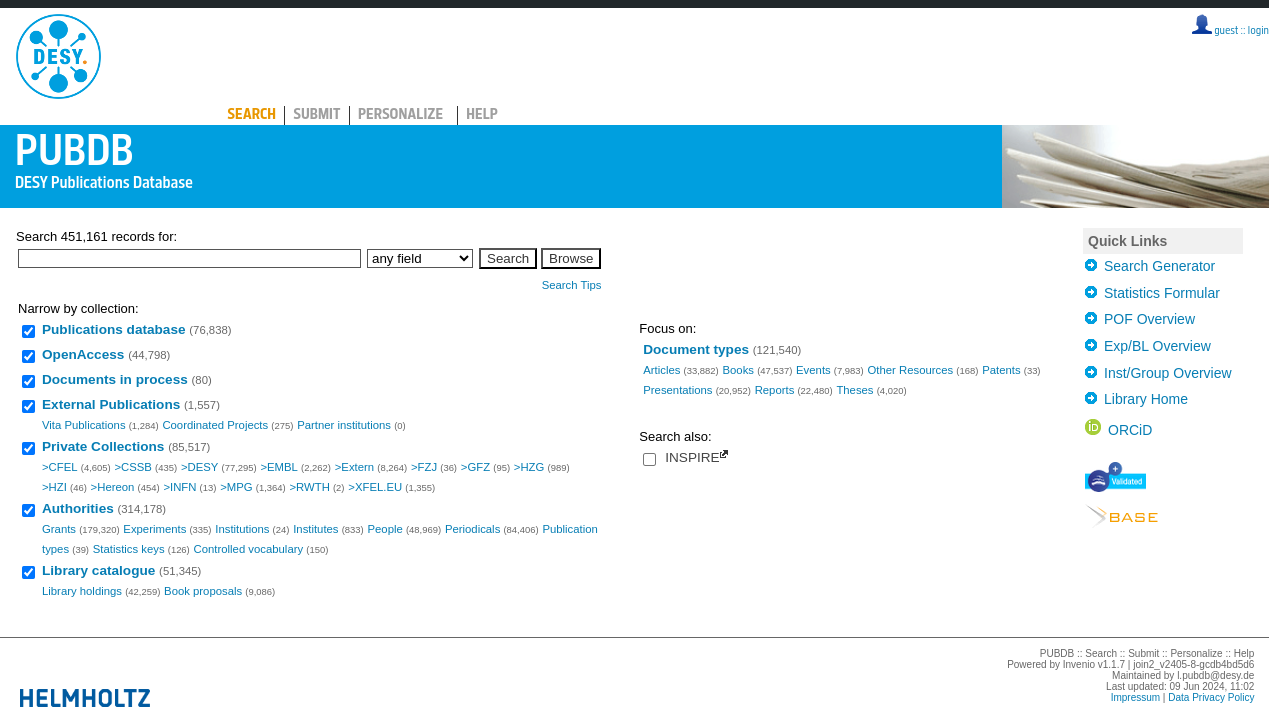 DESY.
guest :: login
SEARCH SUBMIT PERSONALIZE HELP
PUBDB
DESY Publications Database
Search 451,161 records for:
any field Search Browse
Search Tips
Narrow by collection:
Publications database (76,838)
OpenAccess (44,798)
Documents in process (80)
External Publications (1,557)
Vita Publications (1,284) Coordinated Projects (275) Partner institutions (0)
Private Collections (85,517)
>CFEL (4,605) >CSSB (435) >DESY (77,295) >EMBL (2,262) >Extern (8,264) >FZJ (36) >GFZ (95) >HZG (989)
>HZI (46) >Hereon (454) >INFN (13) >MPG (1,364) >RWTH (2) >XFEL.EU (1,355)
Authorities (314,178)
Grants (179,320) Experiments (335) Institutions (24) Institutes (833) People (48,969) Periodicals (84,406) Publication
types (39) Statistics keys (126) Controlled vocabulary (150)
Library catalogue (51,345)
Library holdings (42,259) Book proposals (9,086)
Focus on:
Document types (121,540)
Articles (33,882) Books (47,537) Events (7,983) Other Resources (168) Patents (33)
Presentations (20,952) Reports (22,480) Theses (4,020)
Search also:
INSPIRE
Quick Links
Search Generator
Statistics Formular
POF Overview
Exp/BL Overview
Inst/Group Overview
Library Home
iD ORCiD
Validated
BASE
PUBDB :: Search :: Submit :: Personalize :: Help
Powered by Invenio v1.1.7 | join2_v2405-8-gcdb4bd5d6
Maintained by l.pubdb@desy.de
Last updated: 09 Jun 2024, 11:02
Impressum | Data Privacy Policy
HELMHOLTZ